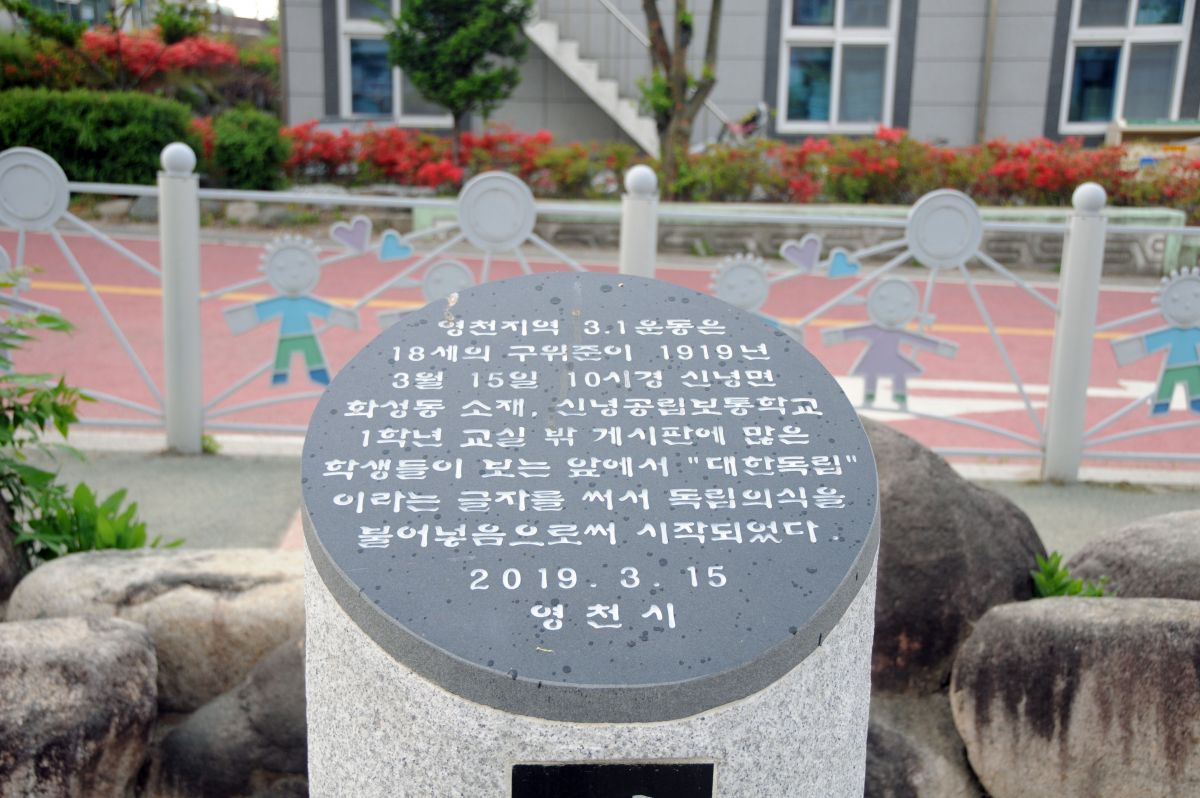 영천지역 3.1운동은
18세의 구위준이 1919년
3월 15일 10시경 신녕면
화성동 소재, 신녕공립보통학교
1학년 교실 밖 게시판에 많은
학생들이 보는 앞에서 "대한독립"
이라는 글자를 써서 독립의식을
불어넣음으로써 시작되었다.
2019. 3. 15
영천시